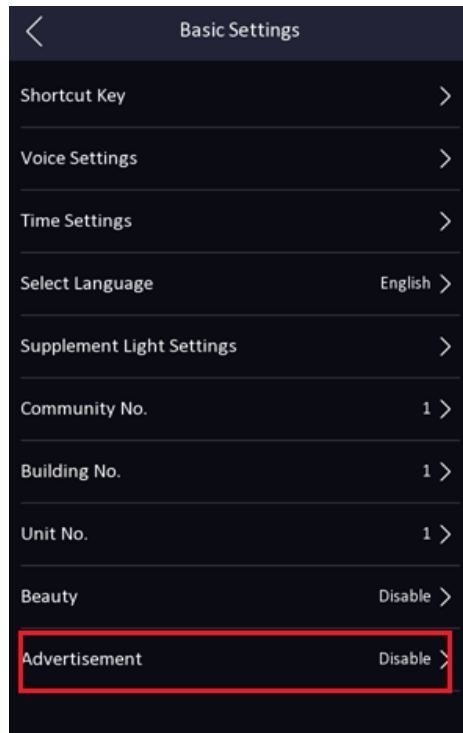 Basic Settings
Shortcut Key
Voice Settings
Time Settings
Select Language English
Supplement Light Settings
Community No. 1
Building No. 1
Unit No. 1
Beauty Disable
Advertisement Disable